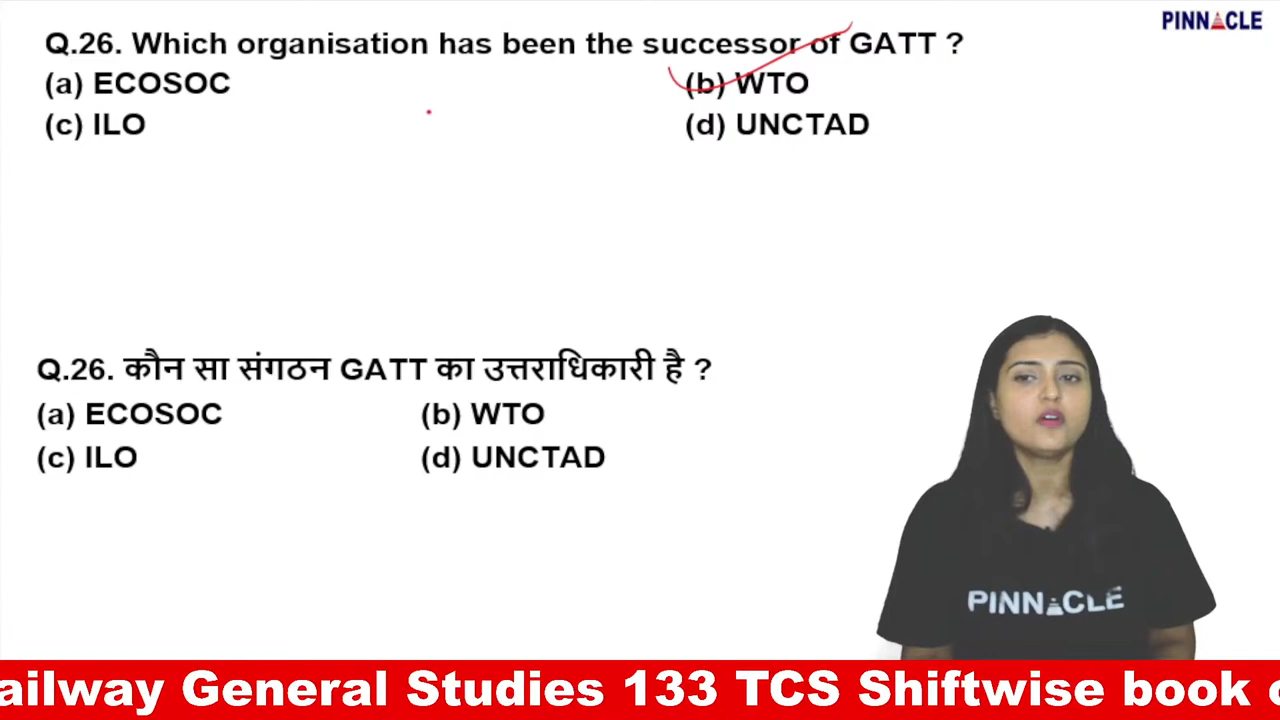 PINNACLE
Q.26. Which organisation has been the successor of GATT ?
(a) ECOSOC (b) WTO
(c) ILO (d) UNCTAD
Q.26. कौन सा संगठन GATT का उत्तराधिकारी है ?
(a) ECOSOC (b) WTO
(c) ILO (d) UNCTAD
PINNACLE
ailway General Studies 133 TCS Shiftwise book